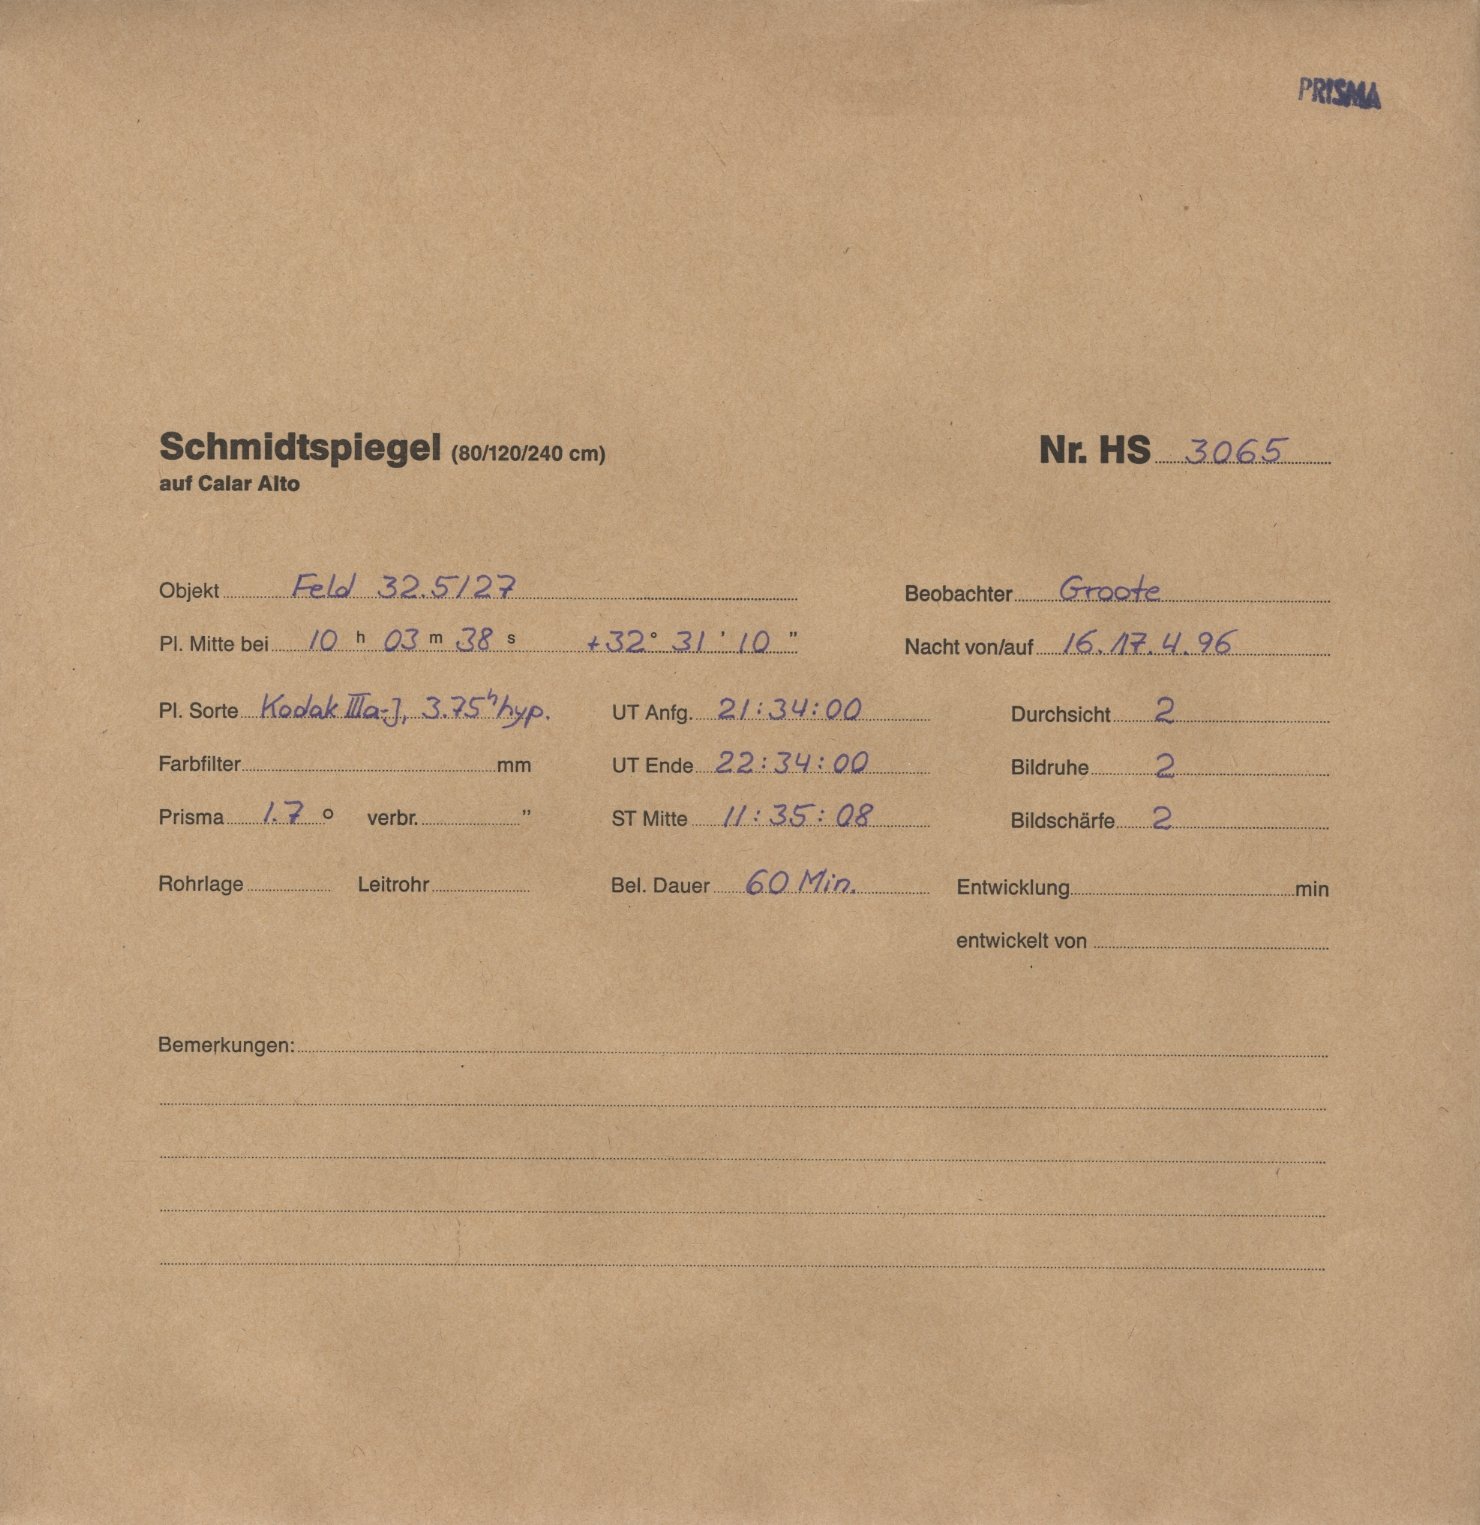 PRISMA
Schmidtspiegel (80/120/240 cm) Nr. HS 3065
auf Calar Alto
Objekt Feld 32.5/27 Beobachter Groote
Pl. Mitte bei 10 h 03 m 38 s +32° 31 ' 10 " Nacht von/auf 16.17.4.96
Pl. Sorte Kodak IIIa-J, 3.75h hyp. UT Anfg. 21:34:00 Durchsicht 2
Farbfilter mm UT Ende 22:34:00 Bildruhe 2
Prisma 1.7 ° verbr. " ST Mitte 11:35:08 Bildschärfe 2
Rohrlage Leitrohr Bel. Dauer 60 Min. Entwicklung min
entwickelt von
Bemerkungen: